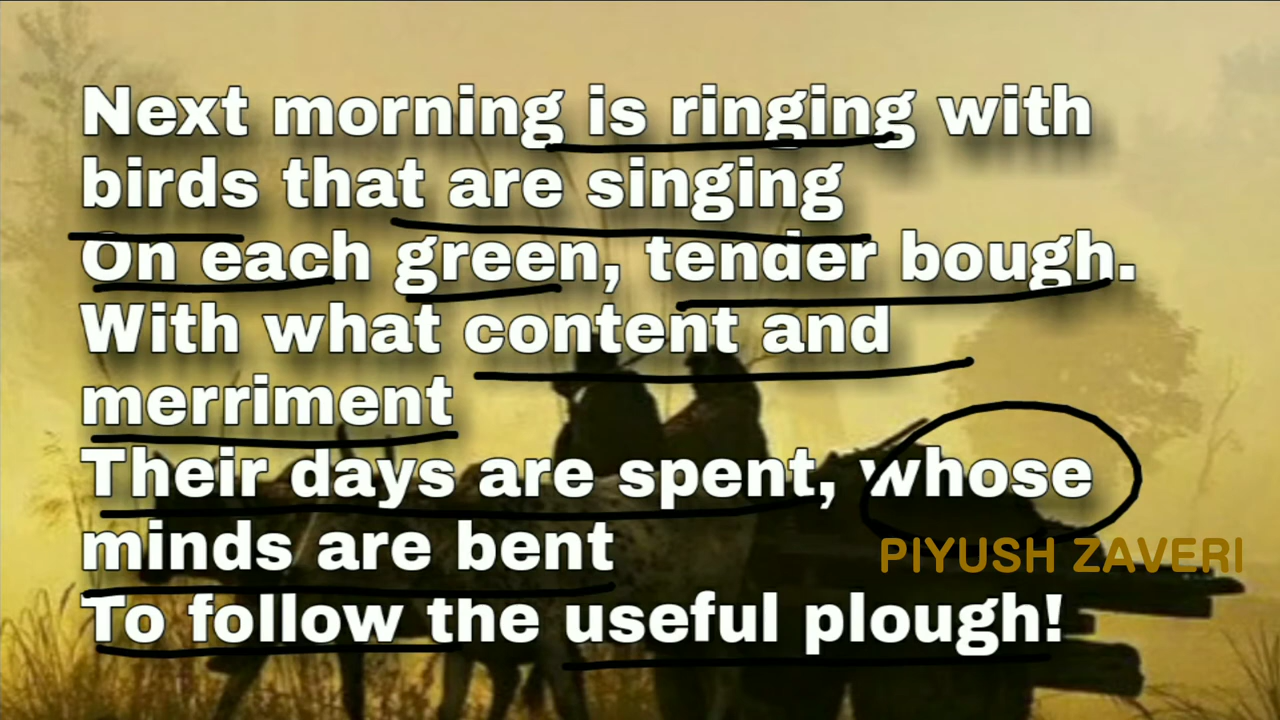 Next morning is ringing with
birds that are singing
On each green, tender bough.
With what content and
merriment
Their days are spent, whose
minds are bent
PIYUSH ZAVERI
To follow the useful plough!